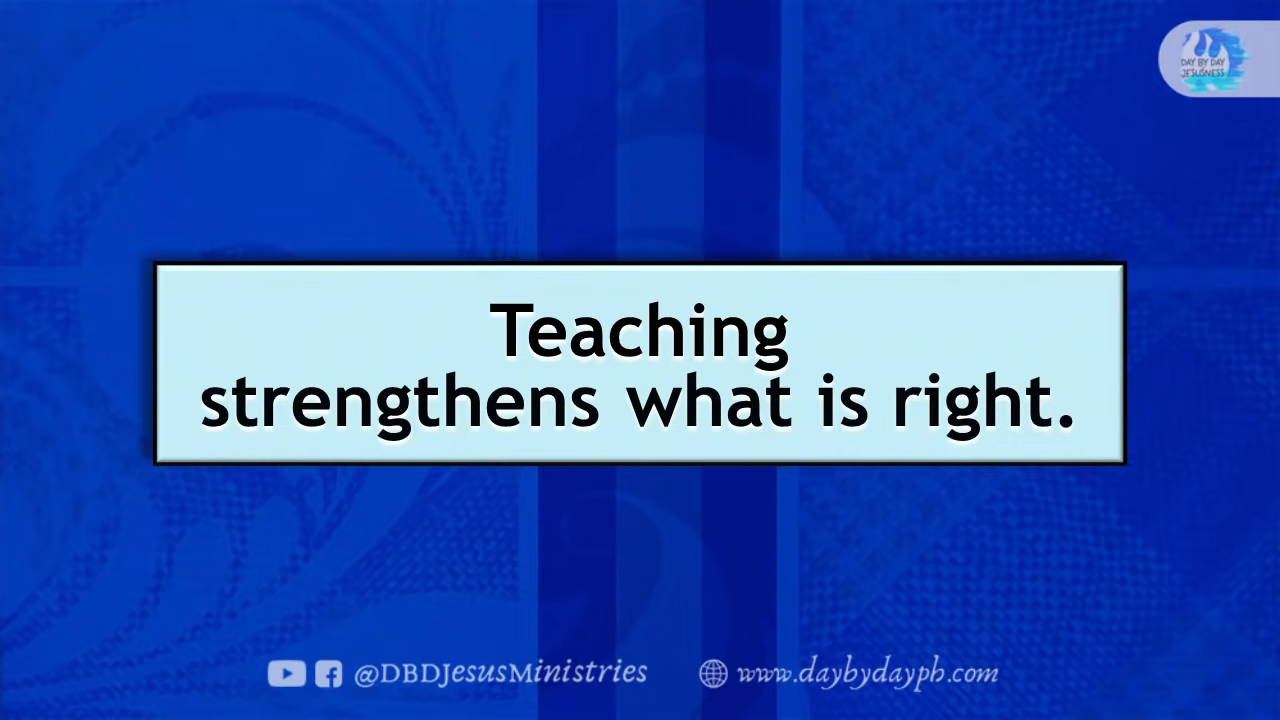 DAY BY DAY
JESUSNESS
Teaching
strengthens what is right.
@DBDJesusMinistries
www.daybydayph.com